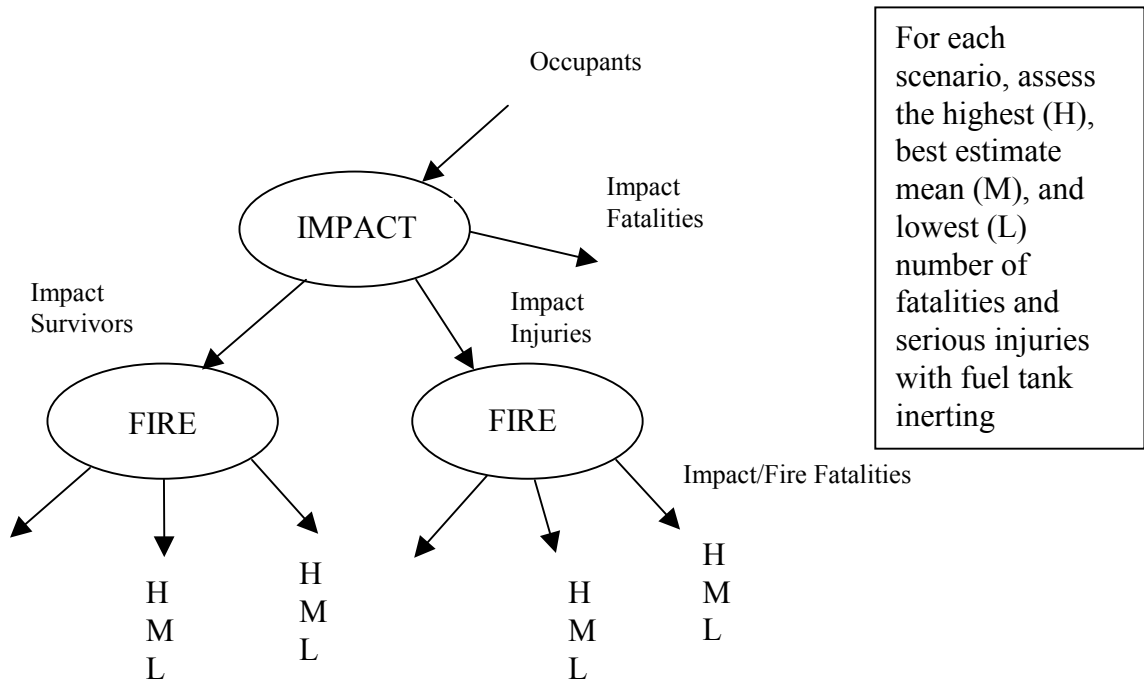 Occupants
IMPACT
Impact
Fatalities
Impact
Survivors
Impact
Injuries
FIRE
FIRE
Impact/Fire Fatalities
H
M
L
H
M
L
H
M
L
H
M
L
For each
scenario, assess
the highest (H),
best estimate
mean (M), and
lowest (L)
number of
fatalities and
serious injuries
with fuel tank
inerting